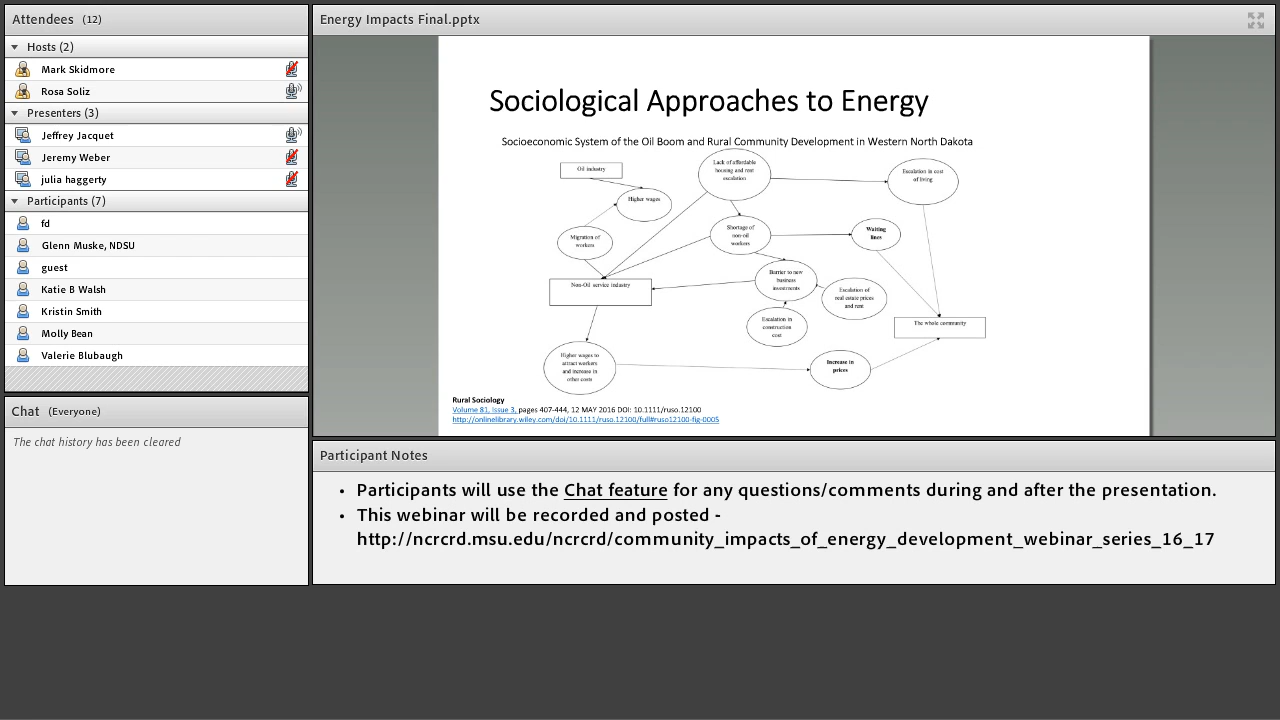 Attendees (12)
Hosts (2)
Mark Skidmore
Rosa Soliz
Presenters (3)
Jeffrey Jacquet
Jeremy Weber
julia haggerty
Participants (7)
fd
Glenn Muske, NDSU
guest
Katie B Walsh
Kristin Smith
Molly Boyd
Valerie Blubaugh
Chat (Everyone)
The chat history has been cleared
Energy Impacts Final.pptx
Sociological Approaches to Energy
Socioeconomic System of the Oil Boom and Rural Community Development in Western North Dakota
Oil industry
Higher wages
Migration of
workers
Non-Oil service industry
Higher wages to
attract workers
and increase in
other costs
Lack of affordable
housing and rent
escalation
Shortage of
non-oil
workers
Barrier to new
business
investments
Escalation in
construction
cost
Escalation of
real estate prices
and rent
Waiting
lines
Escalation in cost
of living
The whole community
Increase in
prices
Rural Sociology
Volume 81, Issue 3, pages 407-444, 12 MAY 2016 DOI: 10.1111/ruso.12100
http://onlinelibrary.wiley.com/doi/10.1111/ruso.12100/full#ruso12100-fig-0005
Participant Notes
• Participants will use the Chat feature for any questions/comments during and after the presentation.
• This webinar will be recorded and posted -
http://ncrcrd.msu.edu/ncrcrd/community_impacts_of_energy_development_webinar_series_16_17